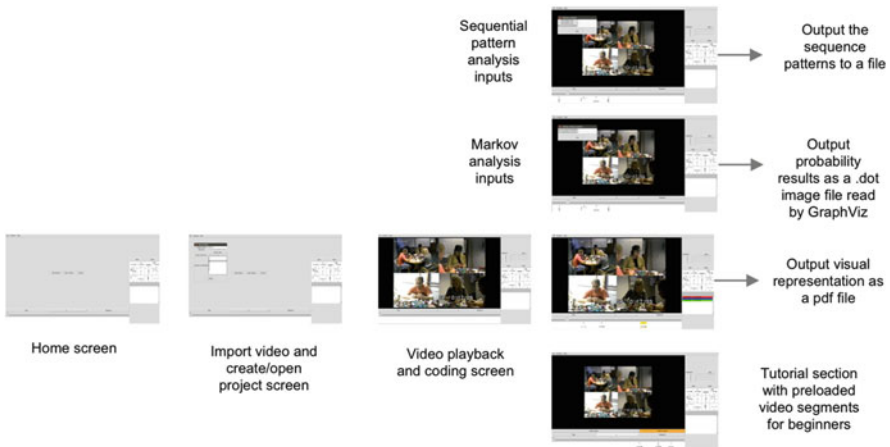 Sequential
pattern
analysis
inputs
Output the
sequence
patterns to a file
Markov
analysis
inputs
Output
probability
results as a .dot
image file read
by GraphViz
Output visual
representation as
a pdf file
Home screen
Import video and
create/open
project screen
Video playback
and coding screen
Tutorial section
with preloaded
video segments
for beginners